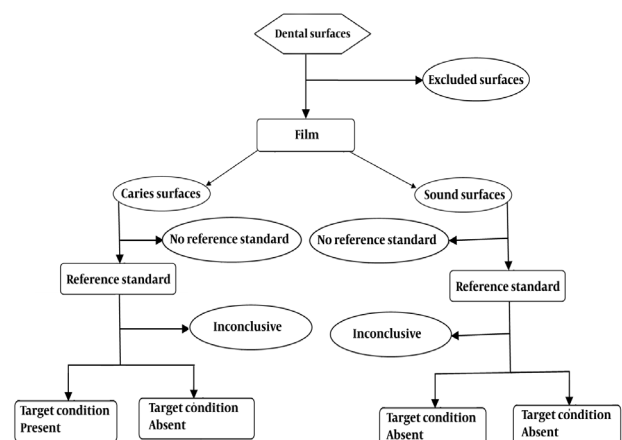 Dental surfaces
Excluded surfaces
Film
Caries surfaces
Sound surfaces
No reference standard
No reference standard
Reference standard
Reference standard
Inconclusive
Inconclusive
Target condition
Present
Target condition
Absent
Target condition
Absent
Target condition
Absent